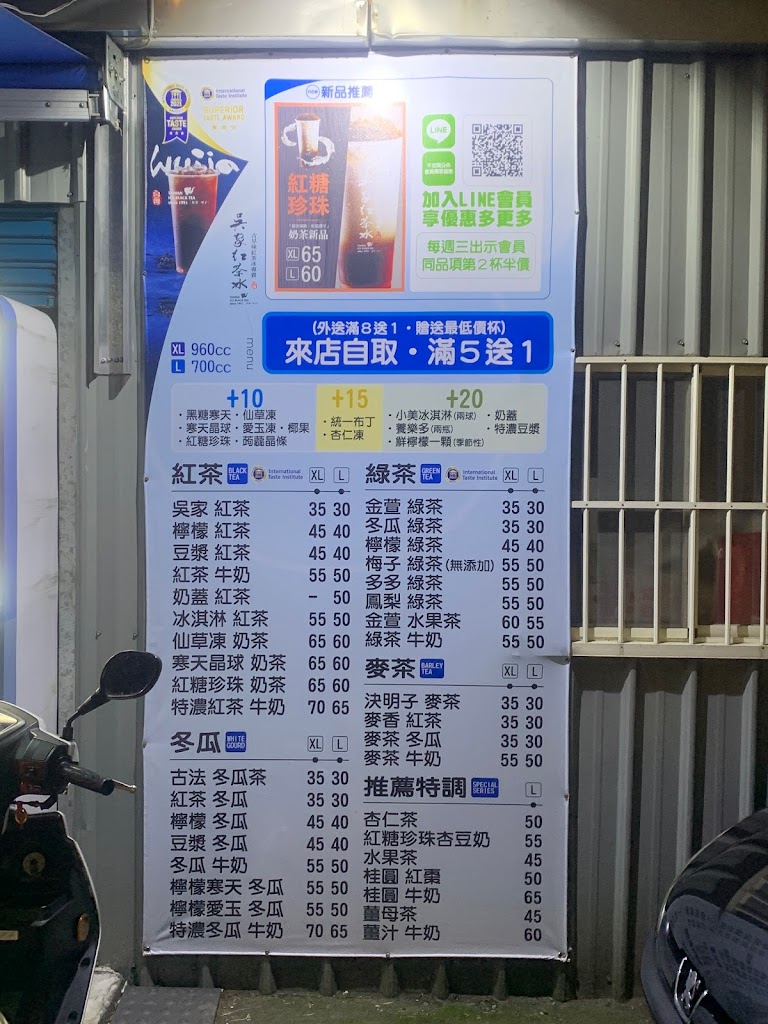 2021
SUPERIOR
TASTE
AWARD
International
Taste Institute
SUPERIOR
TASTE AWARD
Wujia
吳家紅茶冰
新品推薦
紅糖
珍珠
奶茶新品
XL 65
L 60
LINE
加入LINE會員
享優惠多更多
每週三出示會員
同品項第2杯半價
menu
XL 960cc
L 700cc
(外送滿8送1・贈送最低價杯)
來店自取・滿5送1
+10
・黑糖寒天・仙草凍
・寒天晶球・愛玉凍・椰果
・紅糖珍珠・蒟蒻晶條
+15
・統一布丁
・杏仁凍
+20
・小美冰淇淋(兩球)・奶蓋
・養樂多(兩瓶)・特濃豆漿
・鮮檸檬一顆(季節性)
紅茶 BLACK TEA International Taste Institute XL L
吳家 紅茶 35 30
檸檬 紅茶 45 40
豆漿 紅茶 45 40
紅茶 牛奶 55 50
奶蓋 紅茶 - 50
冰淇淋 紅茶 55 50
仙草凍 奶茶 65 60
寒天晶球 奶茶 65 60
紅糖珍珠 奶茶 65 60
特濃紅茶 牛奶 70 65
冬瓜 WHITE GOURD XL L
古法 冬瓜茶 35 30
紅茶 冬瓜 35 30
檸檬 冬瓜 45 40
豆漿 冬瓜 45 40
冬瓜 牛奶 55 50
檸檬寒天 冬瓜 55 50
檸檬愛玉 冬瓜 55 50
特濃冬瓜 牛奶 70 65
綠茶 GREEN TEA International Taste Institute XL L
金萱 綠茶 35 30
冬瓜 綠茶 35 30
檸檬 綠茶 45 40
梅子 綠茶(無添加) 55 50
多多 綠茶 55 50
鳳梨 綠茶 55 50
金萱 水果茶 60 55
綠茶 牛奶 55 50
麥茶 BARLEY TEA XL L
決明子 麥茶 35 30
麥香 紅茶 35 30
麥茶 冬瓜 35 30
麥茶 牛奶 55 50
推薦特調 SPECIAL SERIES L
杏仁茶 50
紅糖珍珠杏豆奶 55
水果茶 45
桂圓 紅棗 50
桂圓 牛奶 65
薑母茶 45
薑汁 牛奶 60